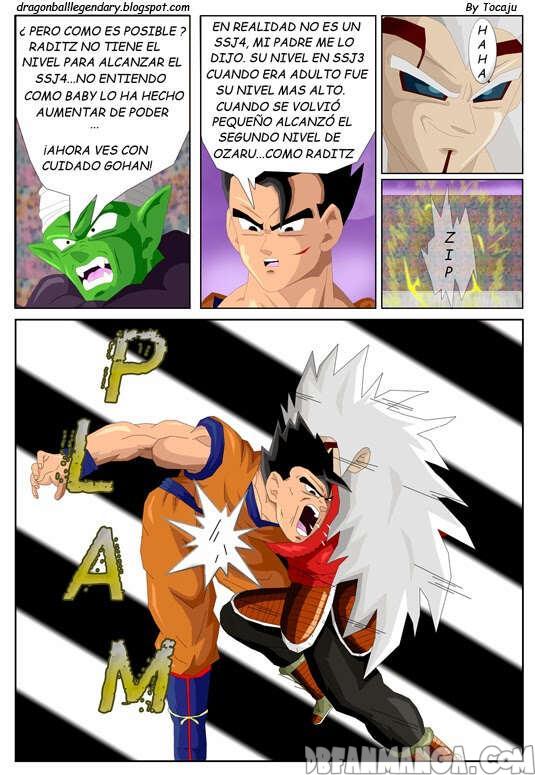 dragonballlegendary.blogspot.com
By Tocaju
¿ PERO COMO ES POSIBLE ?
RADITZ NO TIENE EL
NIVEL PARA ALCANZAR EL
SSJ4...NO ENTIENDO
COMO BABY LO HA HECHO
AUMENTAR DE PODER
...
¡AHORA VES CON
CUIDADO GOHAN!
EN REALIDAD NO ES UN
SSJ4, MI PADRE ME LO
DIJO. SU NIVEL EN SSJ3
CUANDO ERA ADULTO FUE
SU NIVEL MAS ALTO.
CUANDO SE VOLVIÓ
PEQUEÑO ALCANZÓ EL
SEGUNDO NIVEL DE
OZARU...COMO RADITZ
HAHA.
ZIP
PLAM
DBFANMANGA.COM